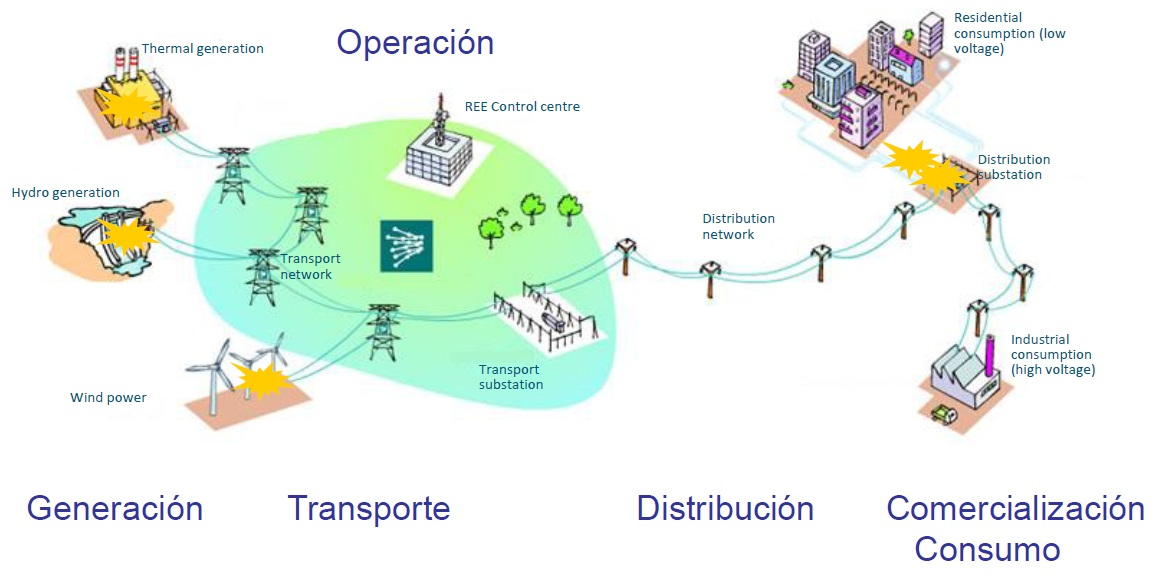 Operación
Thermal generation
REE Control centre
Residential
consumption (low
voltage)
Hydro generation
Distribution
substation
Transport
network
Distribution
network
Transport
substation
Industrial
consumption
(high voltage)
Wind power
Generación
Transporte
Distribución
Comercialización
Consumo